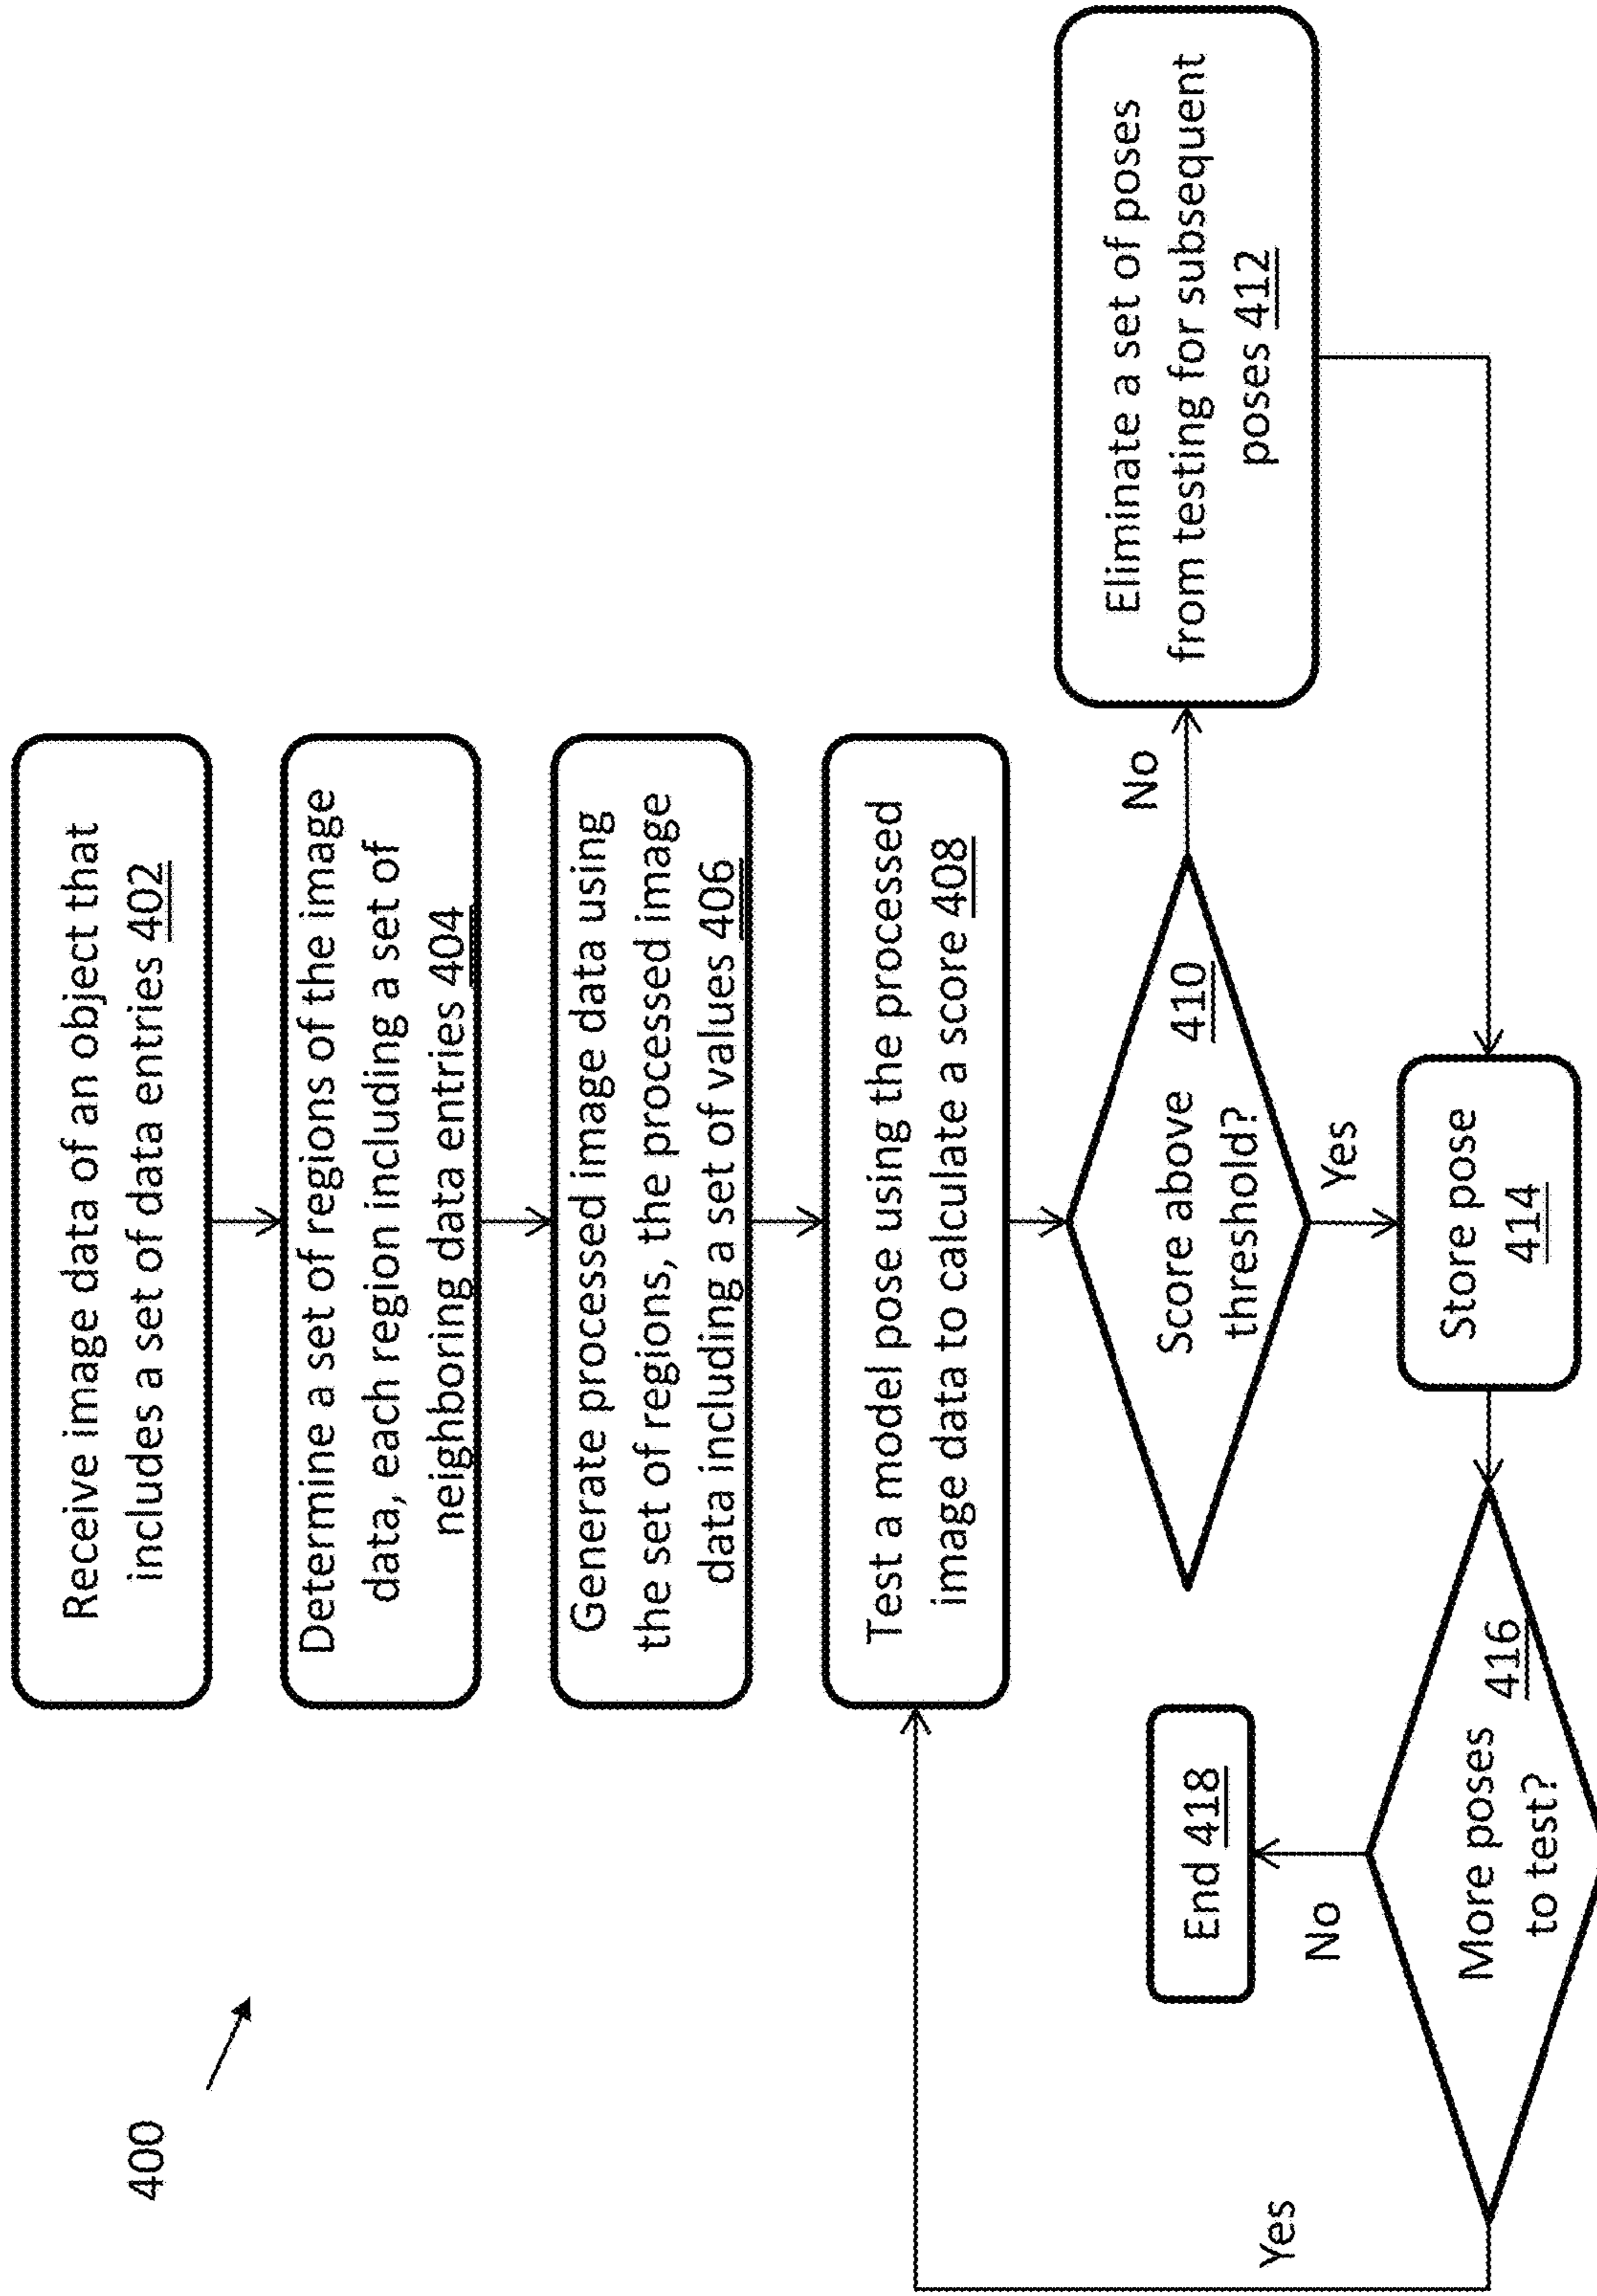 400
Receive image data of an object that
includes a set of data entries 402
Determine a set of regions of the image
data, each region including a set of
neighboring data entries 404
Generate processed image data using
the set of regions, the processed image
data including a set of values 406
Test a model pose using the processed
image data to calculate a score 408
Score above
threshold?
410
No
Eliminate a set of poses
from testing for subsequent
poses 412
Yes
Store pose
414
More poses
to test?
416
No
End 418
Yes